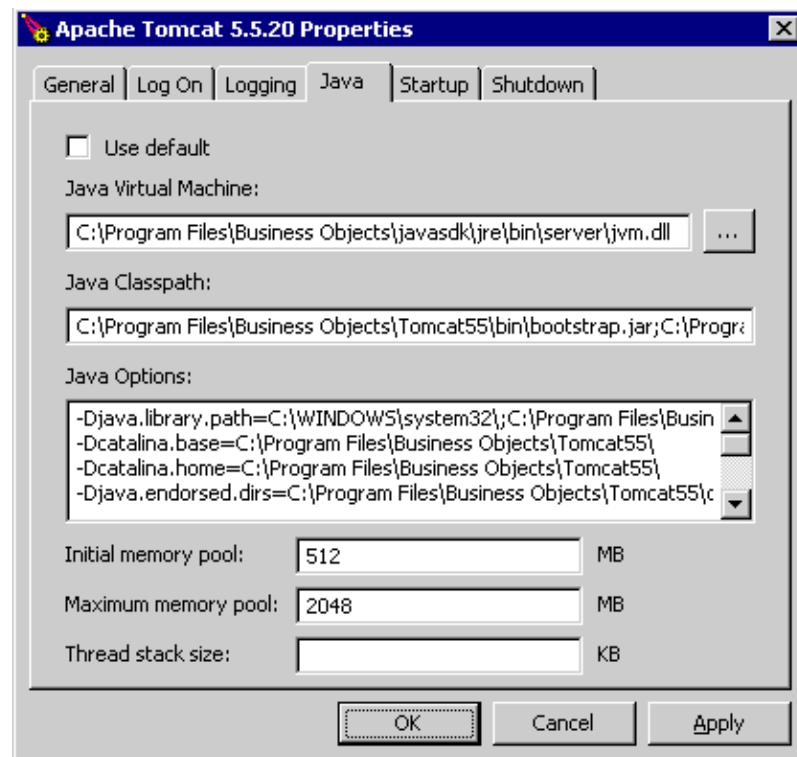 Apache Tomcat 5.5.20 Properties
General Log On Logging Java Startup Shutdown
Use default
Java Virtual Machine:
C:\Program Files\Business Objects\javasdk\jre\bin\server\jvm.dll ...
Java Classpath:
C:\Program Files\Business Objects\Tomcat55\bin\bootstrap.jar;C:\Progra
Java Options:
-Djava.library.path=C:\WINDOWS\system32\;C:\Program Files\Busin
-Dcatalina.base=C:\Program Files\Business Objects\Tomcat55\
-Dcatalina.home=C:\Program Files\Business Objects\Tomcat55\
-Djava.endorsed.dirs=C:\Program Files\Business Objects\Tomcat55\c
Initial memory pool: 512 MB
Maximum memory pool: 2048 MB
Thread stack size: KB
OK Cancel Apply